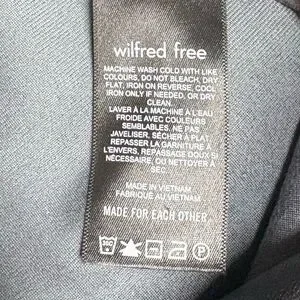 wilfred free
MACHINE WASH COLD WITH LIKE
COLOURS, DO NOT BLEACH, DRY
FLAT, IRON ON REVERSE, COOL
IRON ONLY IF NEEDED. OR DRY
CLEAN.
LAVER À LA MACHINE À L'EAU
FROIDE AVEC COULEURS
SEMBLABLES, NE PAS
JAVELISER, SÉCHER À PLAT,
REPASSER LA GARNITURE À
L'ENVERS, REPASSAGE DOUX SI
NÉCESSAIRE, OU NETTOYER À
SEC.
MADE IN VIETNAM
FABRIQUÉ AU VIETNAM
MADE FOR EACH OTHER
30C
P